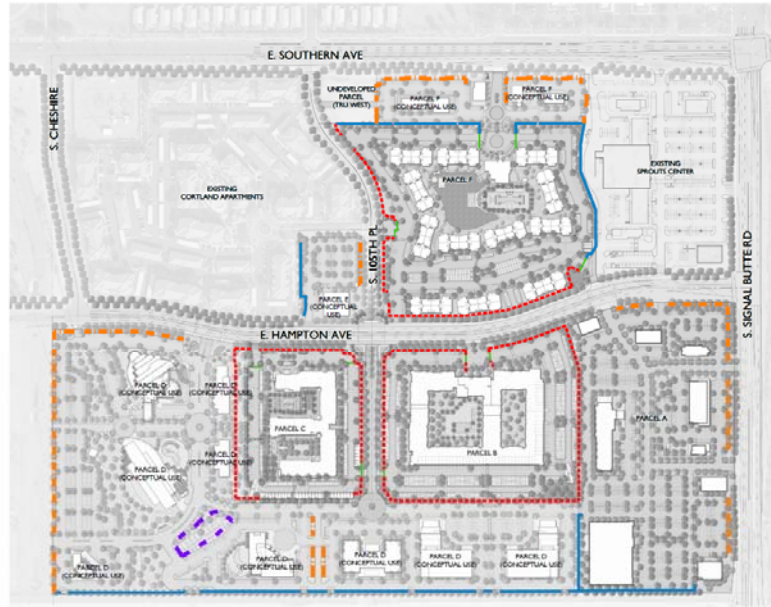 E. SOUTHERN AVE
UNDEVELOPED
PARCEL
(TRU WEST)
PARCEL F
(CONCEPTUAL USE)
PARCEL F
(CONCEPTUAL USE)
S. CHESHIRE
EXISTING
SPROUTS CENTER
PARCEL F
EXISTING
CORTLAND APARTMENTS
S. 105TH PL
S. SIGNAL BUTTE RD
PARCEL E
(CONCEPTUAL
USE)
E. HAMPTON AVE
PARCEL D
(CONCEPTUAL USE)
PARCEL D
(CONCEPTUAL USE)
PARCEL A
PARCEL C
PARCEL B
PARCEL D
(CONCEPTUAL USE)
PARCEL D
(CONCEPTUAL USE)
PARCEL D
(CONCEPTUAL USE)
PARCEL D
(CONCEPTUAL USE)
PARCEL D
(CONCEPTUAL USE)
PARCEL D
(CONCEPTUAL USE)
PARCEL D
(CONCEPTUAL USE)